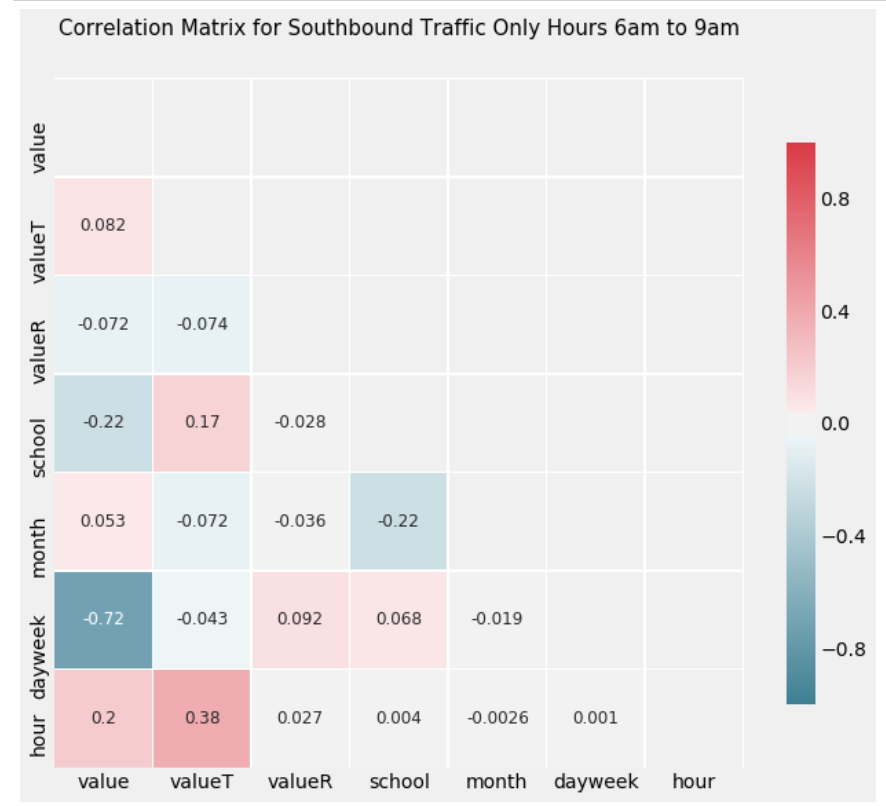 Correlation Matrix for Southbound Traffic Only Hours 6am to 9am
value
valueT
0.082
valueR
-0.072 -0.074
school
-0.22 0.17 -0.028
month
0.053 -0.072 -0.036 -0.22
dayweek
-0.72 -0.043 0.092 0.068 -0.019
hour
0.2 0.38 0.027 0.004 -0.0026 0.001
value valueT valueR school month dayweek hour
0.8
0.4
0.0
−0.4
−0.8